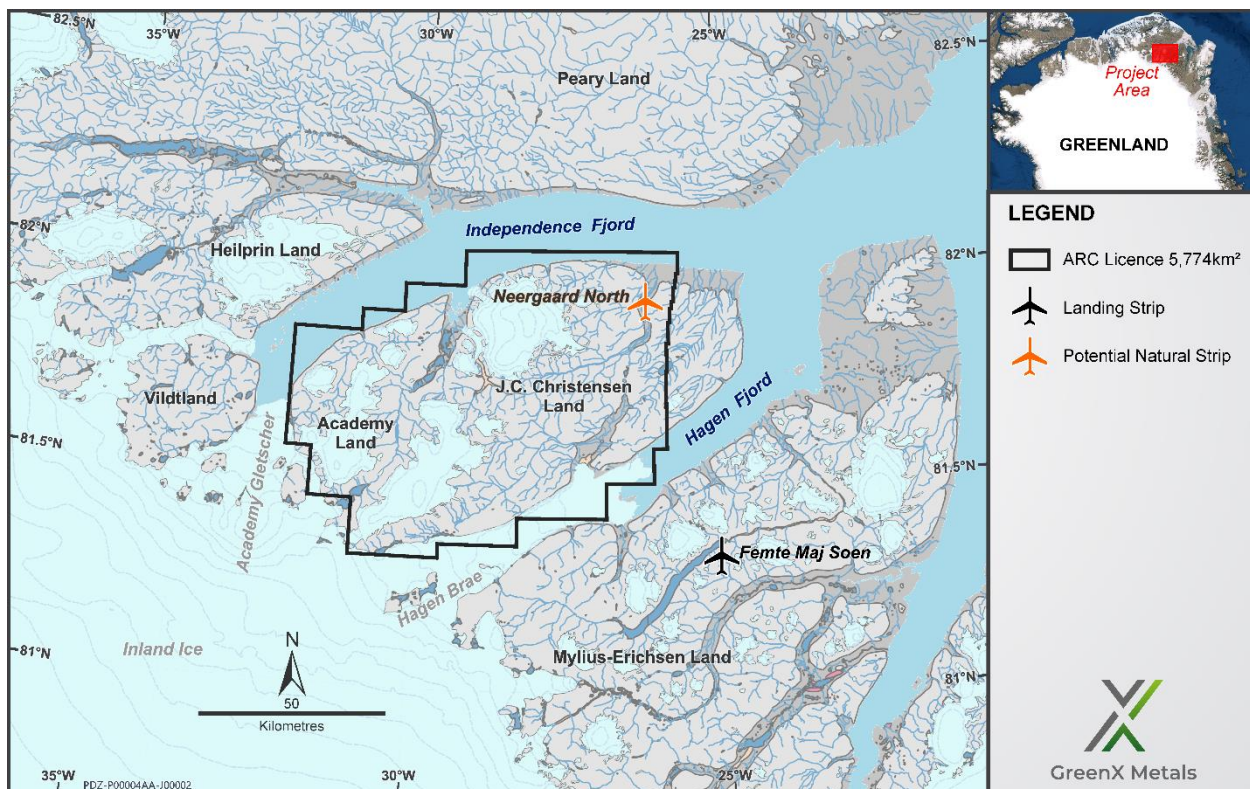 82.5°N
35°W
30°W
25°W
82.5°N
Peary Land
82°N
Heilprin Land
Independence Fjord
82°N
Neergaard North
J.C. Christensen
Land
Vildtland
Academy
Land
Hagen Fjord
81.5°N
81.5°N
Academy Gletscher
Femte Maj Soen
Hagen Brae
81°N
Inland Ice
Mylius-Erichsen Land
81°N
N
50
Kilometres
35°W
30°W
25°W
PDZ-P00004AA-J00002
Project
Area
GREENLAND
LEGEND
ARC Licence 5,774km²
Landing Strip
Potential Natural Strip
GreenX Metals